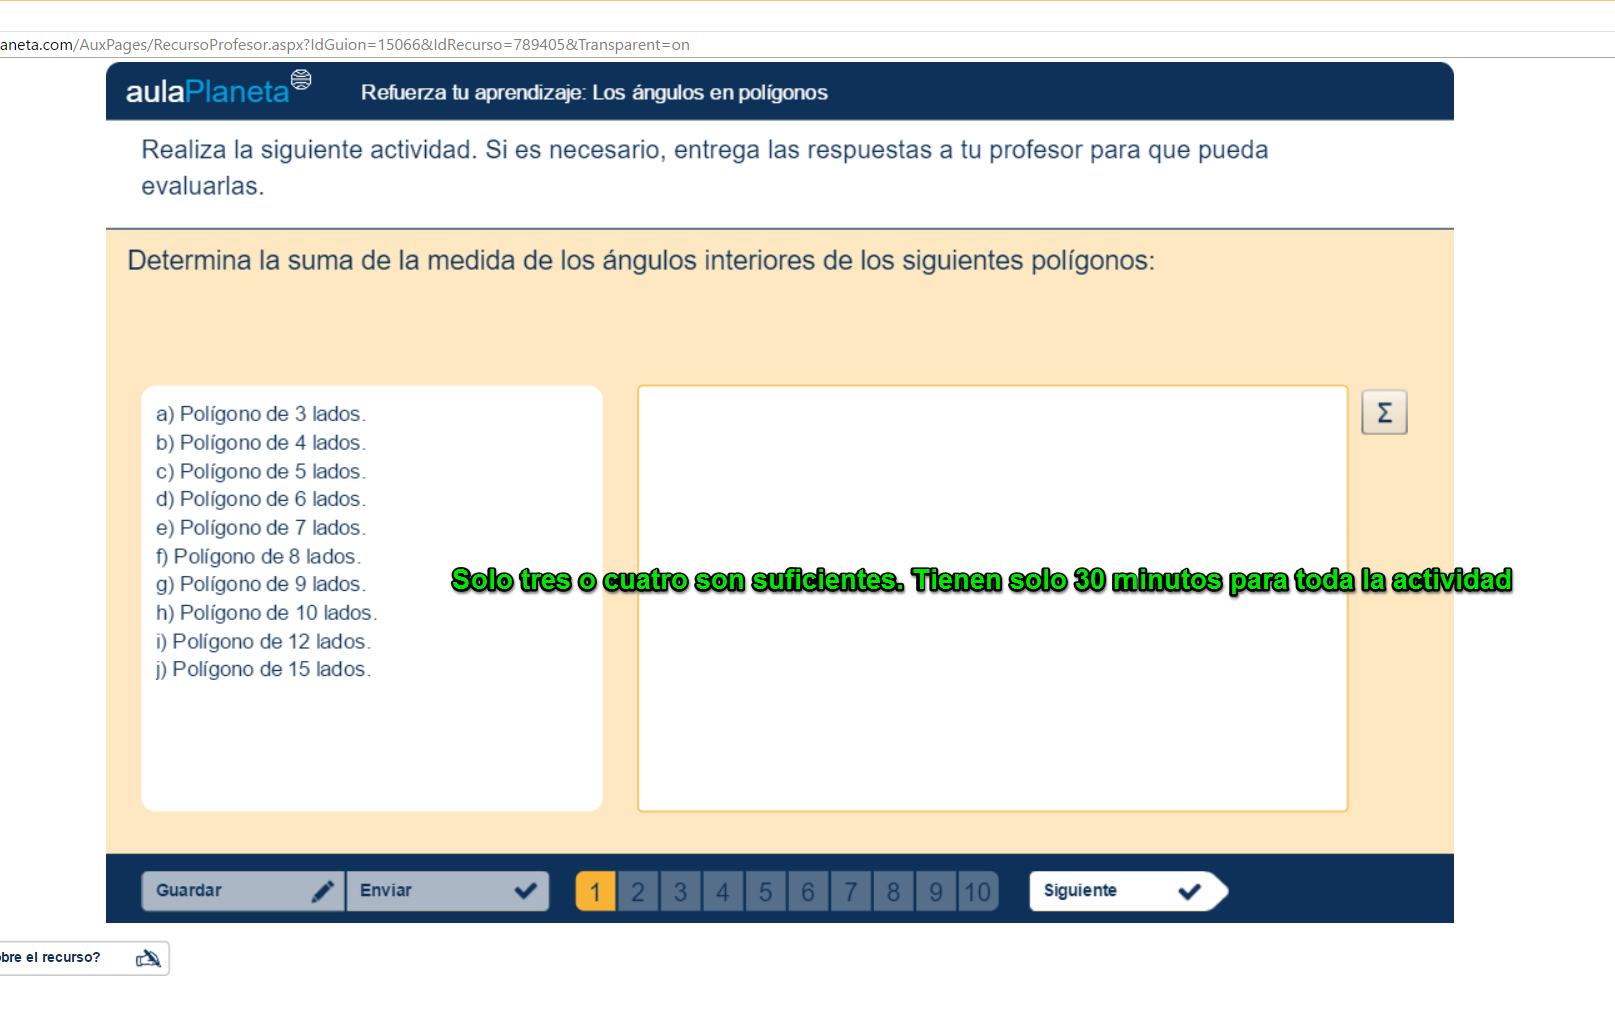 aneta.com/AuxPages/RecursoProfesor.aspx?IdGuion=15066&IdRecurso=789405&Transparent=on
aulaPlaneta
Refuerza tu aprendizaje: Los ángulos en polígonos
Realiza la siguiente actividad. Si es necesario, entrega las respuestas a tu profesor para que pueda
evaluarlas.
Determina la suma de la medida de los ángulos interiores de los siguientes polígonos:
a) Polígono de 3 lados.
b) Polígono de 4 lados.
c) Polígono de 5 lados.
d) Polígono de 6 lados.
e) Polígono de 7 lados.
f) Polígono de 8 lados.
g) Polígono de 9 lados.
h) Polígono de 10 lados.
i) Polígono de 12 lados.
j) Polígono de 15 lados.
Σ
Solo tres o cuatro son suficientes. Tienen solo 30 minutos para toda la actividad
Guardar
Enviar
1 2 3 4 5 6 7 8 9 10
Siguiente
bre el recurso?